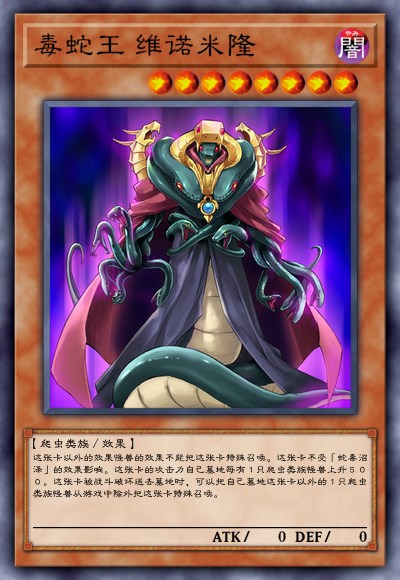 毒蛇王 维诺米隆
やみ
闇
【爬虫类族／效果】
这张卡以外的效果怪兽的效果不能把这张卡特殊召唤。这张卡不受「蛇毒沼
泽」的效果影响。这张卡的攻击力自己墓地每有１只爬虫类族怪兽上升５０
０。这张卡被战斗破坏送去墓地时，可以把自己墓地这张卡以外的１只爬虫
类族怪兽从游戏中除外把这张卡特殊召唤。
ATK/ 0 DEF/ 0